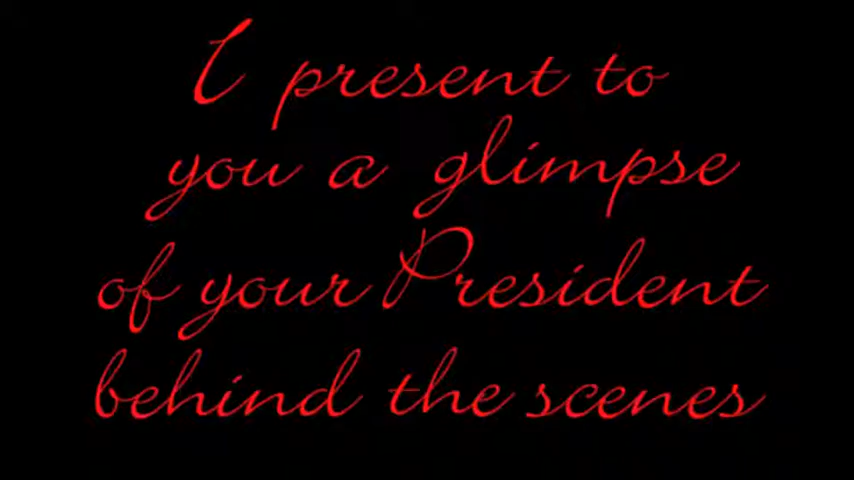 I present to
you a glimpse
of your President
behind the scenes